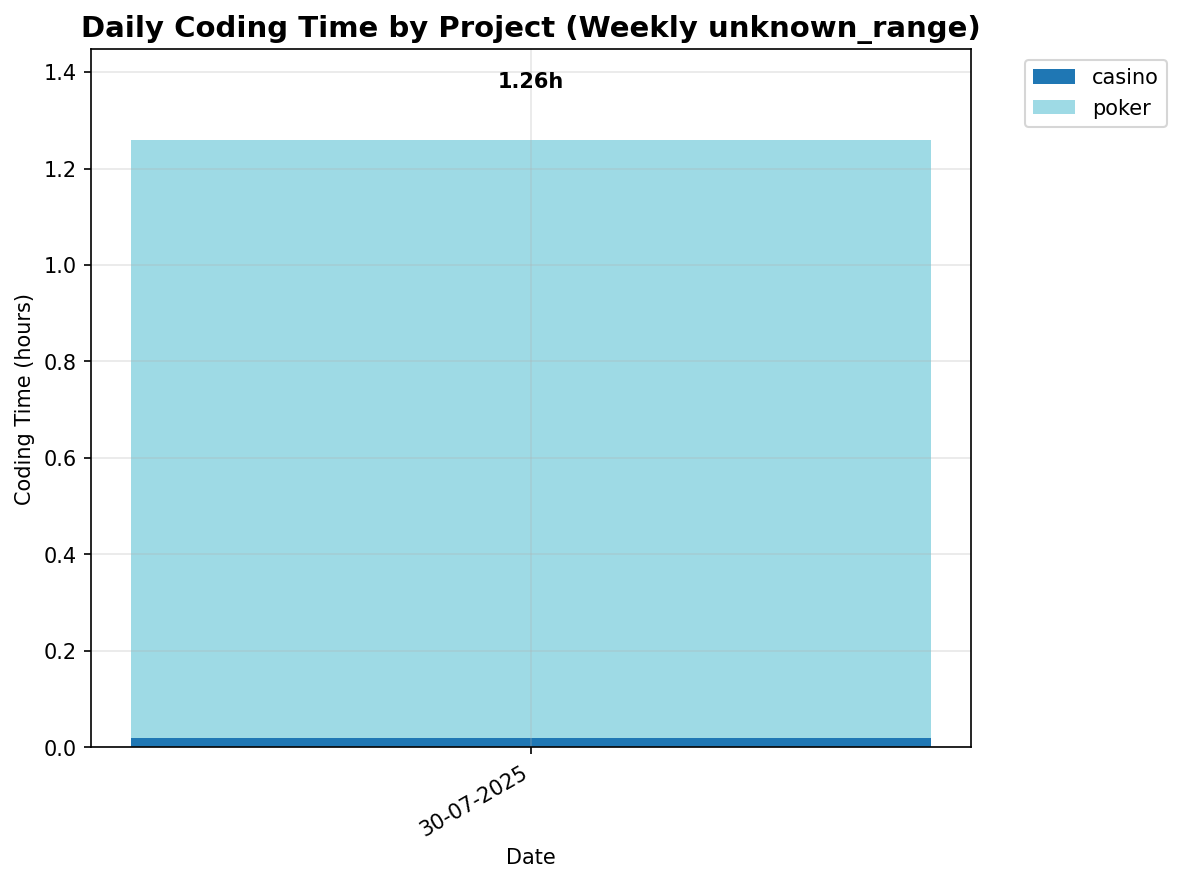 Daily Coding Time by Project (Weekly unknown_range)
1.26h
casino
poker
Coding Time (hours)
1.4
1.2
1.0
0.8
0.6
0.4
0.2
0.0
30-07-2025
Date